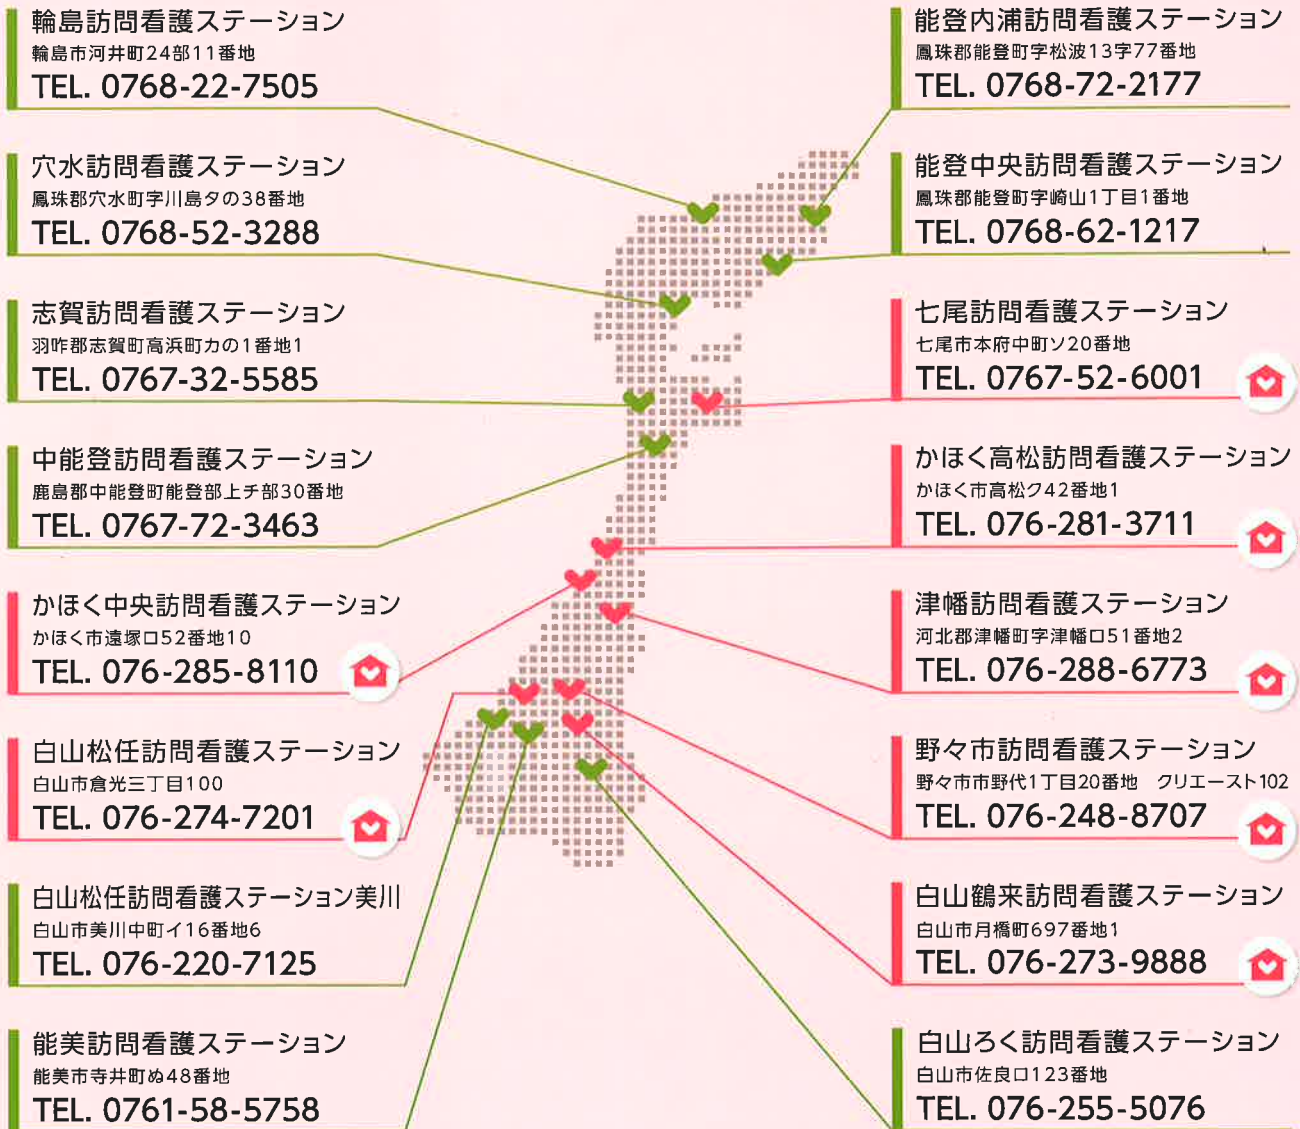 輪島訪問看護ステーション
輪島市河井町24部11番地
TEL. 0768-22-7505
穴水訪問看護ステーション
鳳珠郡穴水町字川島タの38番地
TEL. 0768-52-3288
志賀訪問看護ステーション
羽咋郡志賀町高浜町カの1番地1
TEL. 0767-32-5585
中能登訪問看護ステーション
鹿島郡中能登町能登部上チ部30番地
TEL. 0767-72-3463
かほく中央訪問看護ステーション
かほく市遠塚ロ52番地10
TEL. 076-285-8110
白山松任訪問看護ステーション
白山市倉光三丁目100
TEL. 076-274-7201
白山松任訪問看護ステーション美川
白山市美川中町イ16番地6
TEL. 076-220-7125
能美訪問看護ステーション
能美市寺井町ぬ48番地
TEL. 0761-58-5758
能登内浦訪問看護ステーション
鳳珠郡能登町字松波13字77番地
TEL. 0768-72-2177
能登中央訪問看護ステーション
鳳珠郡能登町字崎山1丁目1番地
TEL. 0768-62-1217
七尾訪問看護ステーション
七尾市本府中町ソ20番地
TEL. 0767-52-6001
かほく高松訪問看護ステーション
かほく市高松ク42番地1
TEL. 076-281-3711
津幡訪問看護ステーション
河北郡津幡町字津幡ロ51番地2
TEL. 076-288-6773
野々市訪問看護ステーション
野々市市野代1丁目20番地　クリエースト102
TEL. 076-248-8707
白山鶴来訪問看護ステーション
白山市月橋町697番地1
TEL. 076-273-9888
白山ろく訪問看護ステーション
白山市佐良ロ123番地
TEL. 076-255-5076